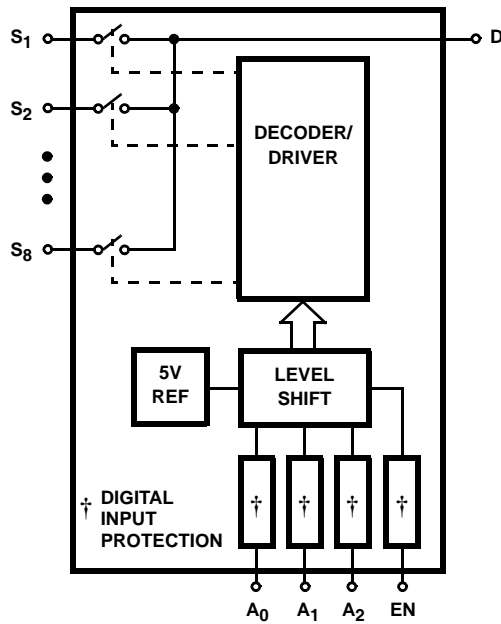 S1
D
S2
DECODER/
DRIVER
S8
5V
REF
LEVEL
SHIFT
† † † †
† DIGITAL
INPUT
PROTECTION
A0 A1 A2 EN